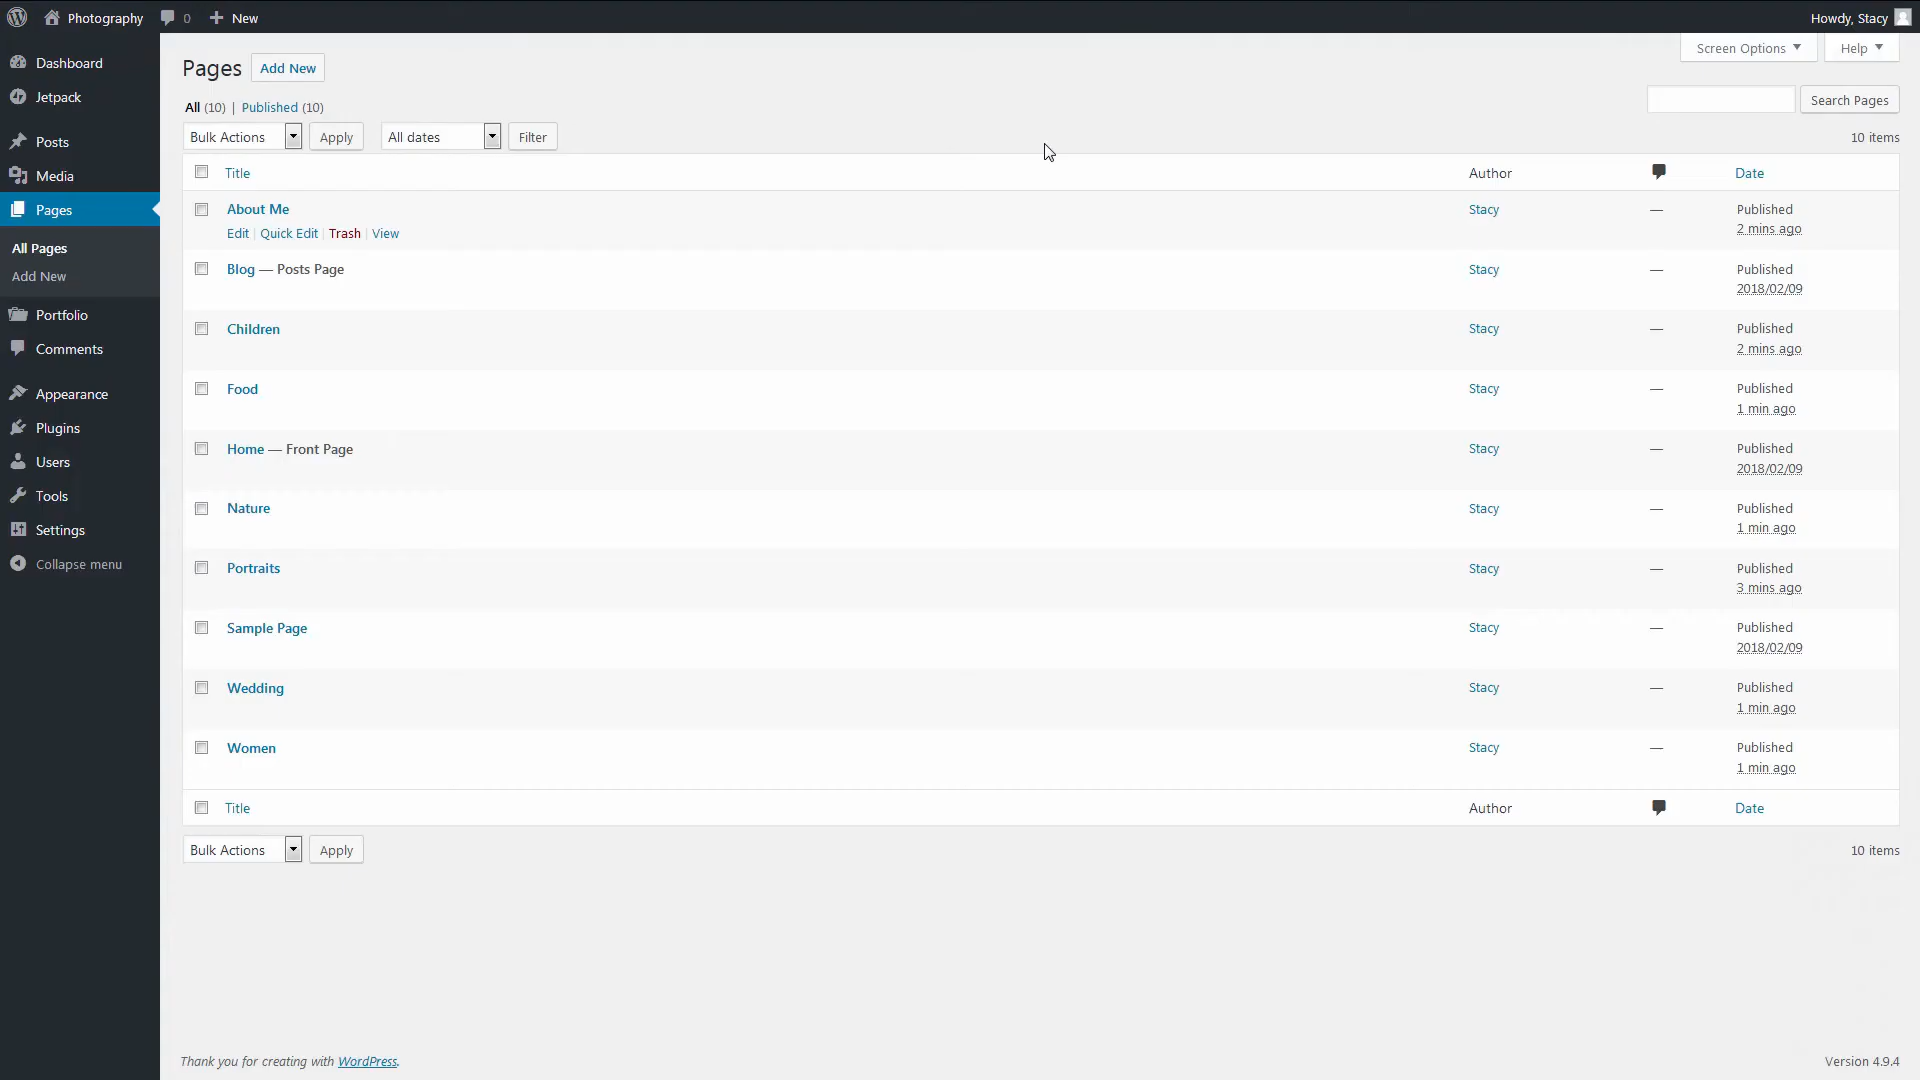 Photography 0 New Howdy, Stacy
Dashboard
Jetpack
Posts
Media
Pages
All Pages
Add New
Portfolio
Comments
Appearance
Plugins
Users
Tools
Settings
Collapse menu
Screen Options Help
Pages Add New
All (10) | Published (10)
Search Pages
Bulk Actions Apply All dates Filter 10 items
Title Author Date
About Me Stacy — Published
Edit | Quick Edit | Trash | View 2 mins ago
Blog — Posts Page Stacy — Published
2018/02/09
Children Stacy — Published
2 mins ago
Food Stacy — Published
1 min ago
Home — Front Page Stacy — Published
2018/02/09
Nature Stacy — Published
1 min ago
Portraits Stacy — Published
3 mins ago
Sample Page Stacy — Published
2018/02/09
Wedding Stacy — Published
1 min ago
Women Stacy — Published
1 min ago
Title Author Date
Bulk Actions Apply 10 items
Thank you for creating with WordPress. Version 4.9.4